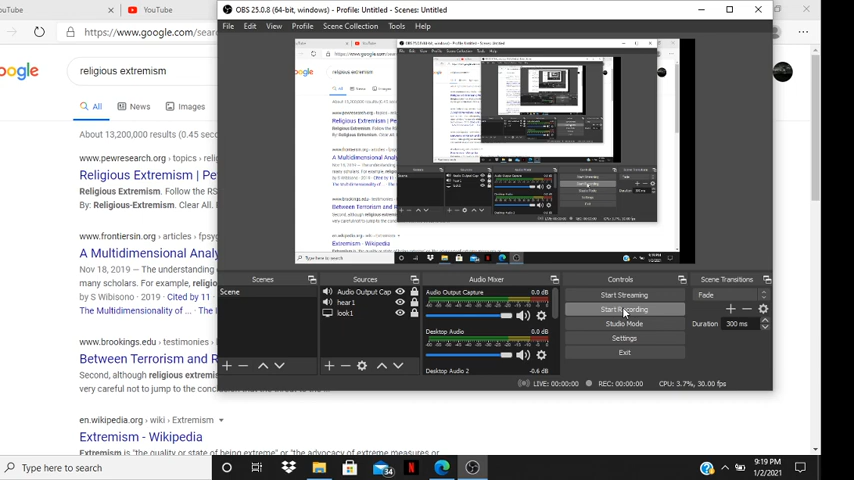 YouTube
YouTube
OBS 25.0.8 (64-bit, windows) - Profile: Untitled - Scenes: Untitled
https://www.google.com/sear
File Edit View Profile Scene Collection Tools Help
religious extremism
All News Images
About 13,200,000 results (0.45 sec
www.pewresearch.org › topics › relig
Religious Extremism | Pe
Religious Extremism. Follow the RS
By: Religious-Extremism. Clear All.
www.frontiersin.org › articles › fpsy
A Multidimensional Analy
Nov 18, 2019 — The understanding
many scholars. For example, religious
by S Wibisono · 2019 · Cited by 11 ·
The
www.brookings.edu › testimonies ›
Between Terrorism and R
Second, although religious extremis
very careful not to jump to the conclusion
en.wikipedia.org › wiki › Extremism
Extremism - Wikipedia
Extremism is "the quality or state of being extreme" or "the advocacy of extreme measures or
Scenes
Scene
Sources
Audio Output Cap
hear1
look1
Audio Mixer
Audio Output Capture 0.0 dB
Desktop Audio 0.0 dB
Desktop Audio 2 -0.6 dB
Controls
Start Streaming
Start Recording
Studio Mode
Settings
Exit
Scene Transitions
Fade
Duration 300 ms
LIVE: 00:00:00 REC: 00:00:00 CPU: 3.7%, 30.00 fps
Type here to search
34
9:19 PM
1/2/2021